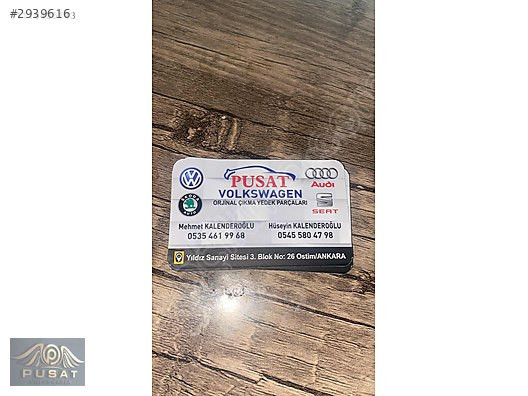 #29396163
PUSAT
VOLKSWAGEN
ORJİNAL ÇIKMA YEDEK PARÇALARI
Audi
SEAT
Mehmet KALENDEROĞLU
0535 461 99 68
Hüseyin KALENDEROĞLU
0545 580 47 98
Yıldız Sanayi Sitesi 3. Blok No: 26 Ostim/ANKARA
PUSAT